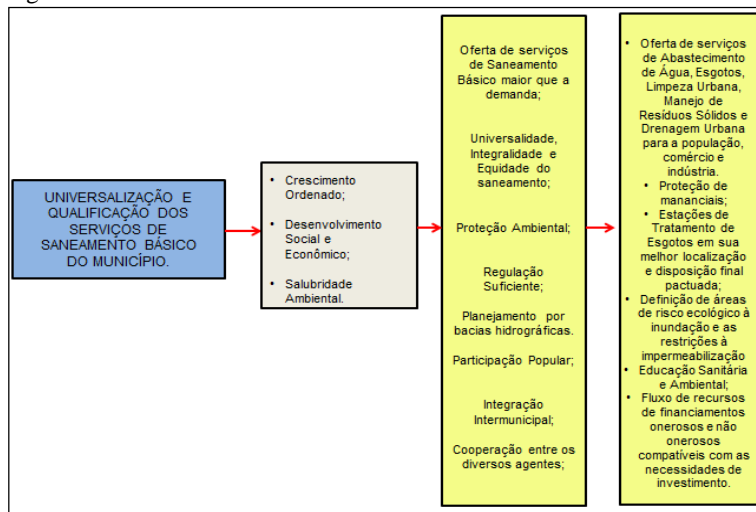 UNIVERSALIZAÇÃO E
QUALIFICAÇÃO DOS
SERVIÇOS DE
SANEAMENTO BÁSICO
DO MUNICÍPIO.
• Crescimento
Ordenado;
• Desenvolvimento
Social e
Econômico;
• Salubridade
Ambiental.
Oferta de serviços
de Saneamento
Básico maior que a
demanda;
Universalidade,
Integralidade e
Equidade do
saneamento;
Proteção Ambiental;
Regulação
Suficiente;
Planejamento por
bacias hidrográficas.
Participação Popular;
Integração
Intermunicipal;
Cooperação entre os
diversos agentes;
• Oferta de serviços
de Abastecimento
de Água, Esgotos,
Limpeza Urbana,
Manejo de
Resíduos Sólidos e
Drenagem Urbana
para a população,
comércio e
indústria.
• Proteção de
mananciais;
• Estações de
Tratamento de
Esgotos em sua
melhor localização
e disposição final
pactuada;
• Definição de áreas
de risco ecológico à
inundação e as
restrições à
impermeabilização
• Educação Sanitária
e Ambiental;
• Fluxo de recursos
de financiamentos
onerosos e não
onerosos
compatíveis com as
necessidades de
investimento.